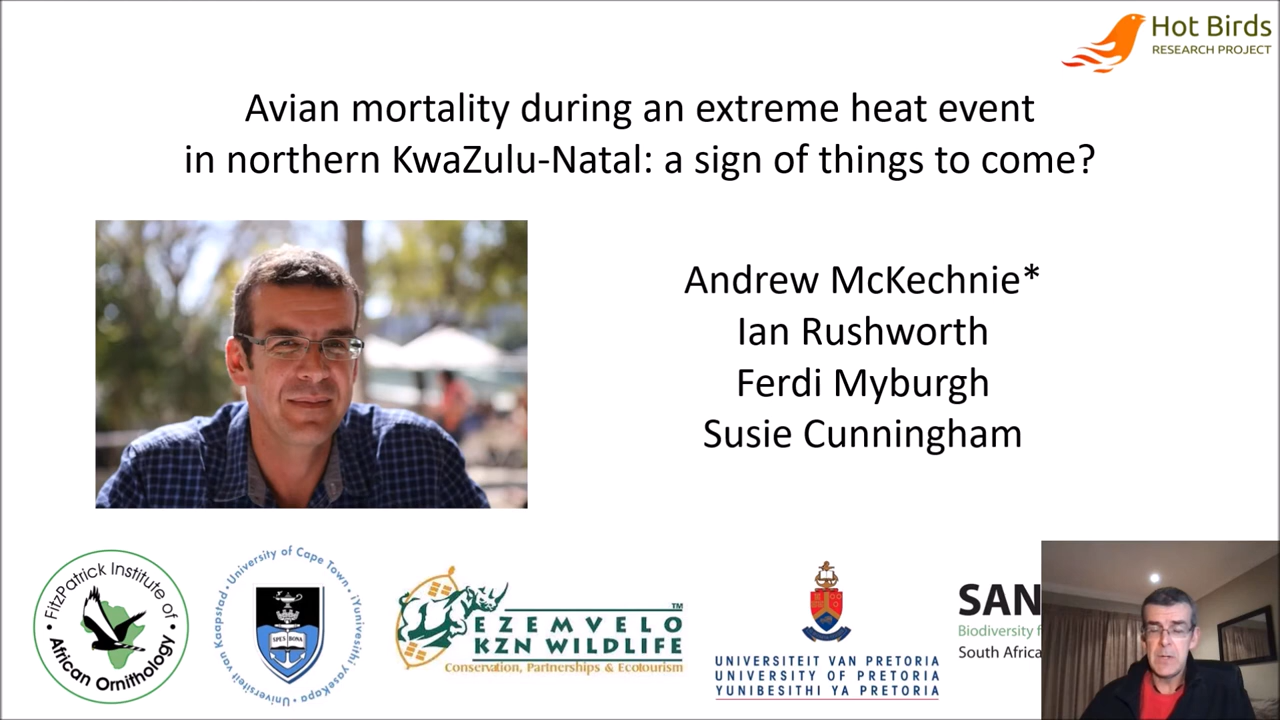 Hot Birds
RESEARCH PROJECT
Avian mortality during an extreme heat event
in northern KwaZulu-Natal: a sign of things to come?
Andrew McKechnie*
Ian Rushworth
Ferdi Myburgh
Susie Cunningham
FitzPatrick Institute of
African Ornithology
University of Cape Town
iYunivesithi yaseKapa
Universiteit van Kaapstad
SPES BONA
EZEMVELO
TM
KZN WILDLIFE
Conservation, Partnerships & Ecotourism
UNIVERSITEIT VAN PRETORIA
UNIVERSITY OF PRETORIA
YUNIBESITHI YA PRETORIA
SAN
Biodiversity f
South Africa